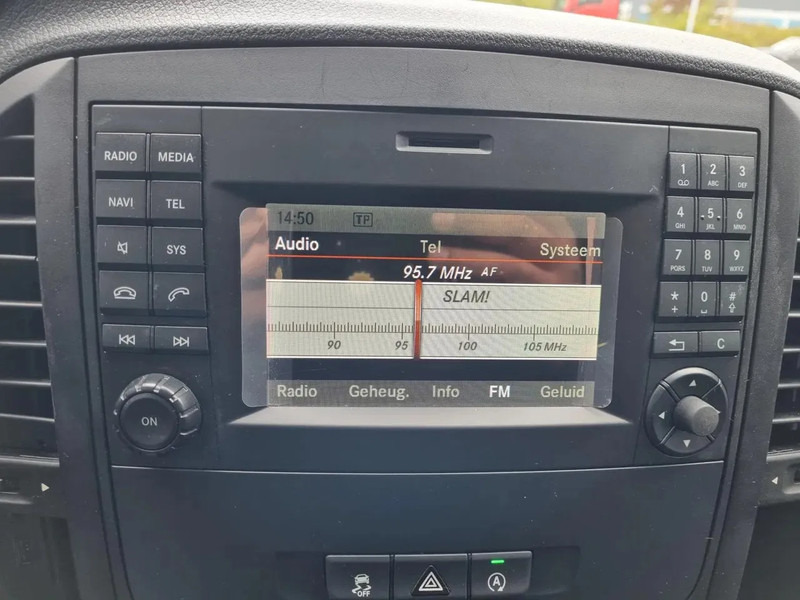 RADIO MEDIA
NAVI TEL
SYS
ON
14:50 TP
Audio Tel Systeem
95.7 MHz AF
SLAM!
90 95 100 105 MHz
Radio Geheug. Info FM Geluid
1 2 3
QO ABC DEF
4 .5. 6
GHI JKL MNO
7 8 9
PQRS TUV WXYZ
* 0 #
+
C
OFF
A